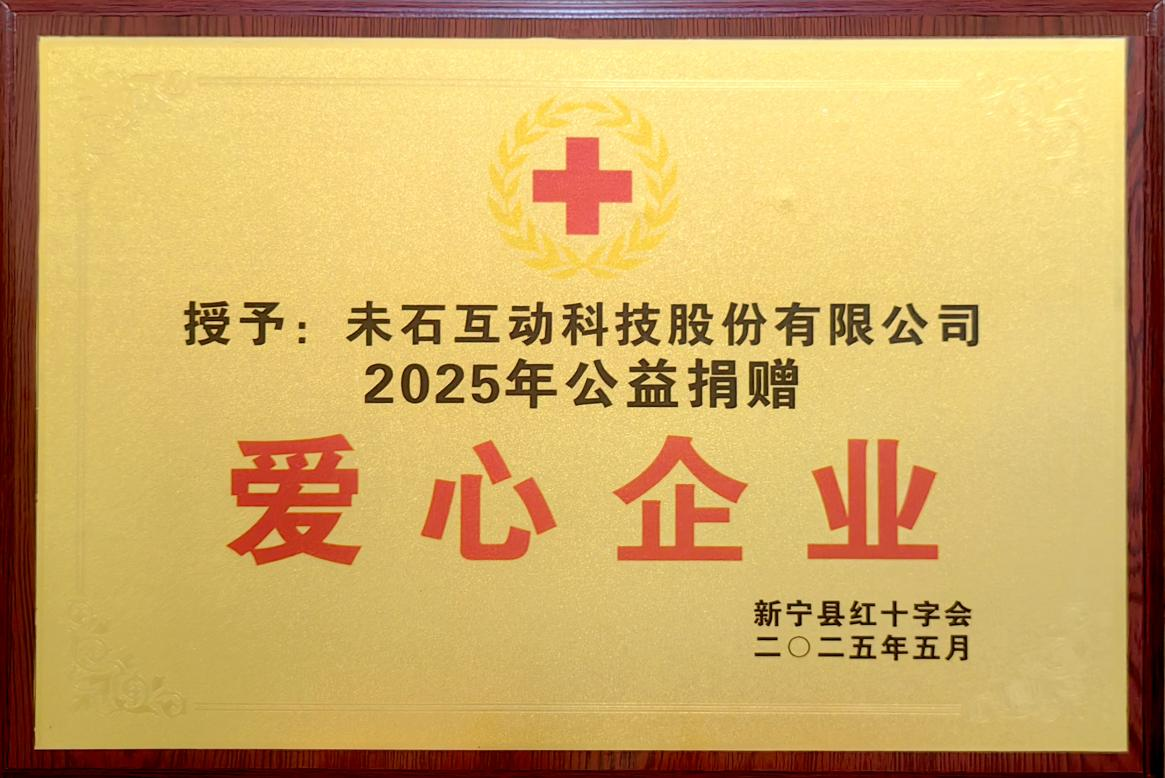 授予：未石互动科技股份有限公司
2025年公益捐赠
爱心企业
新宁县红十字会
二〇二五年五月